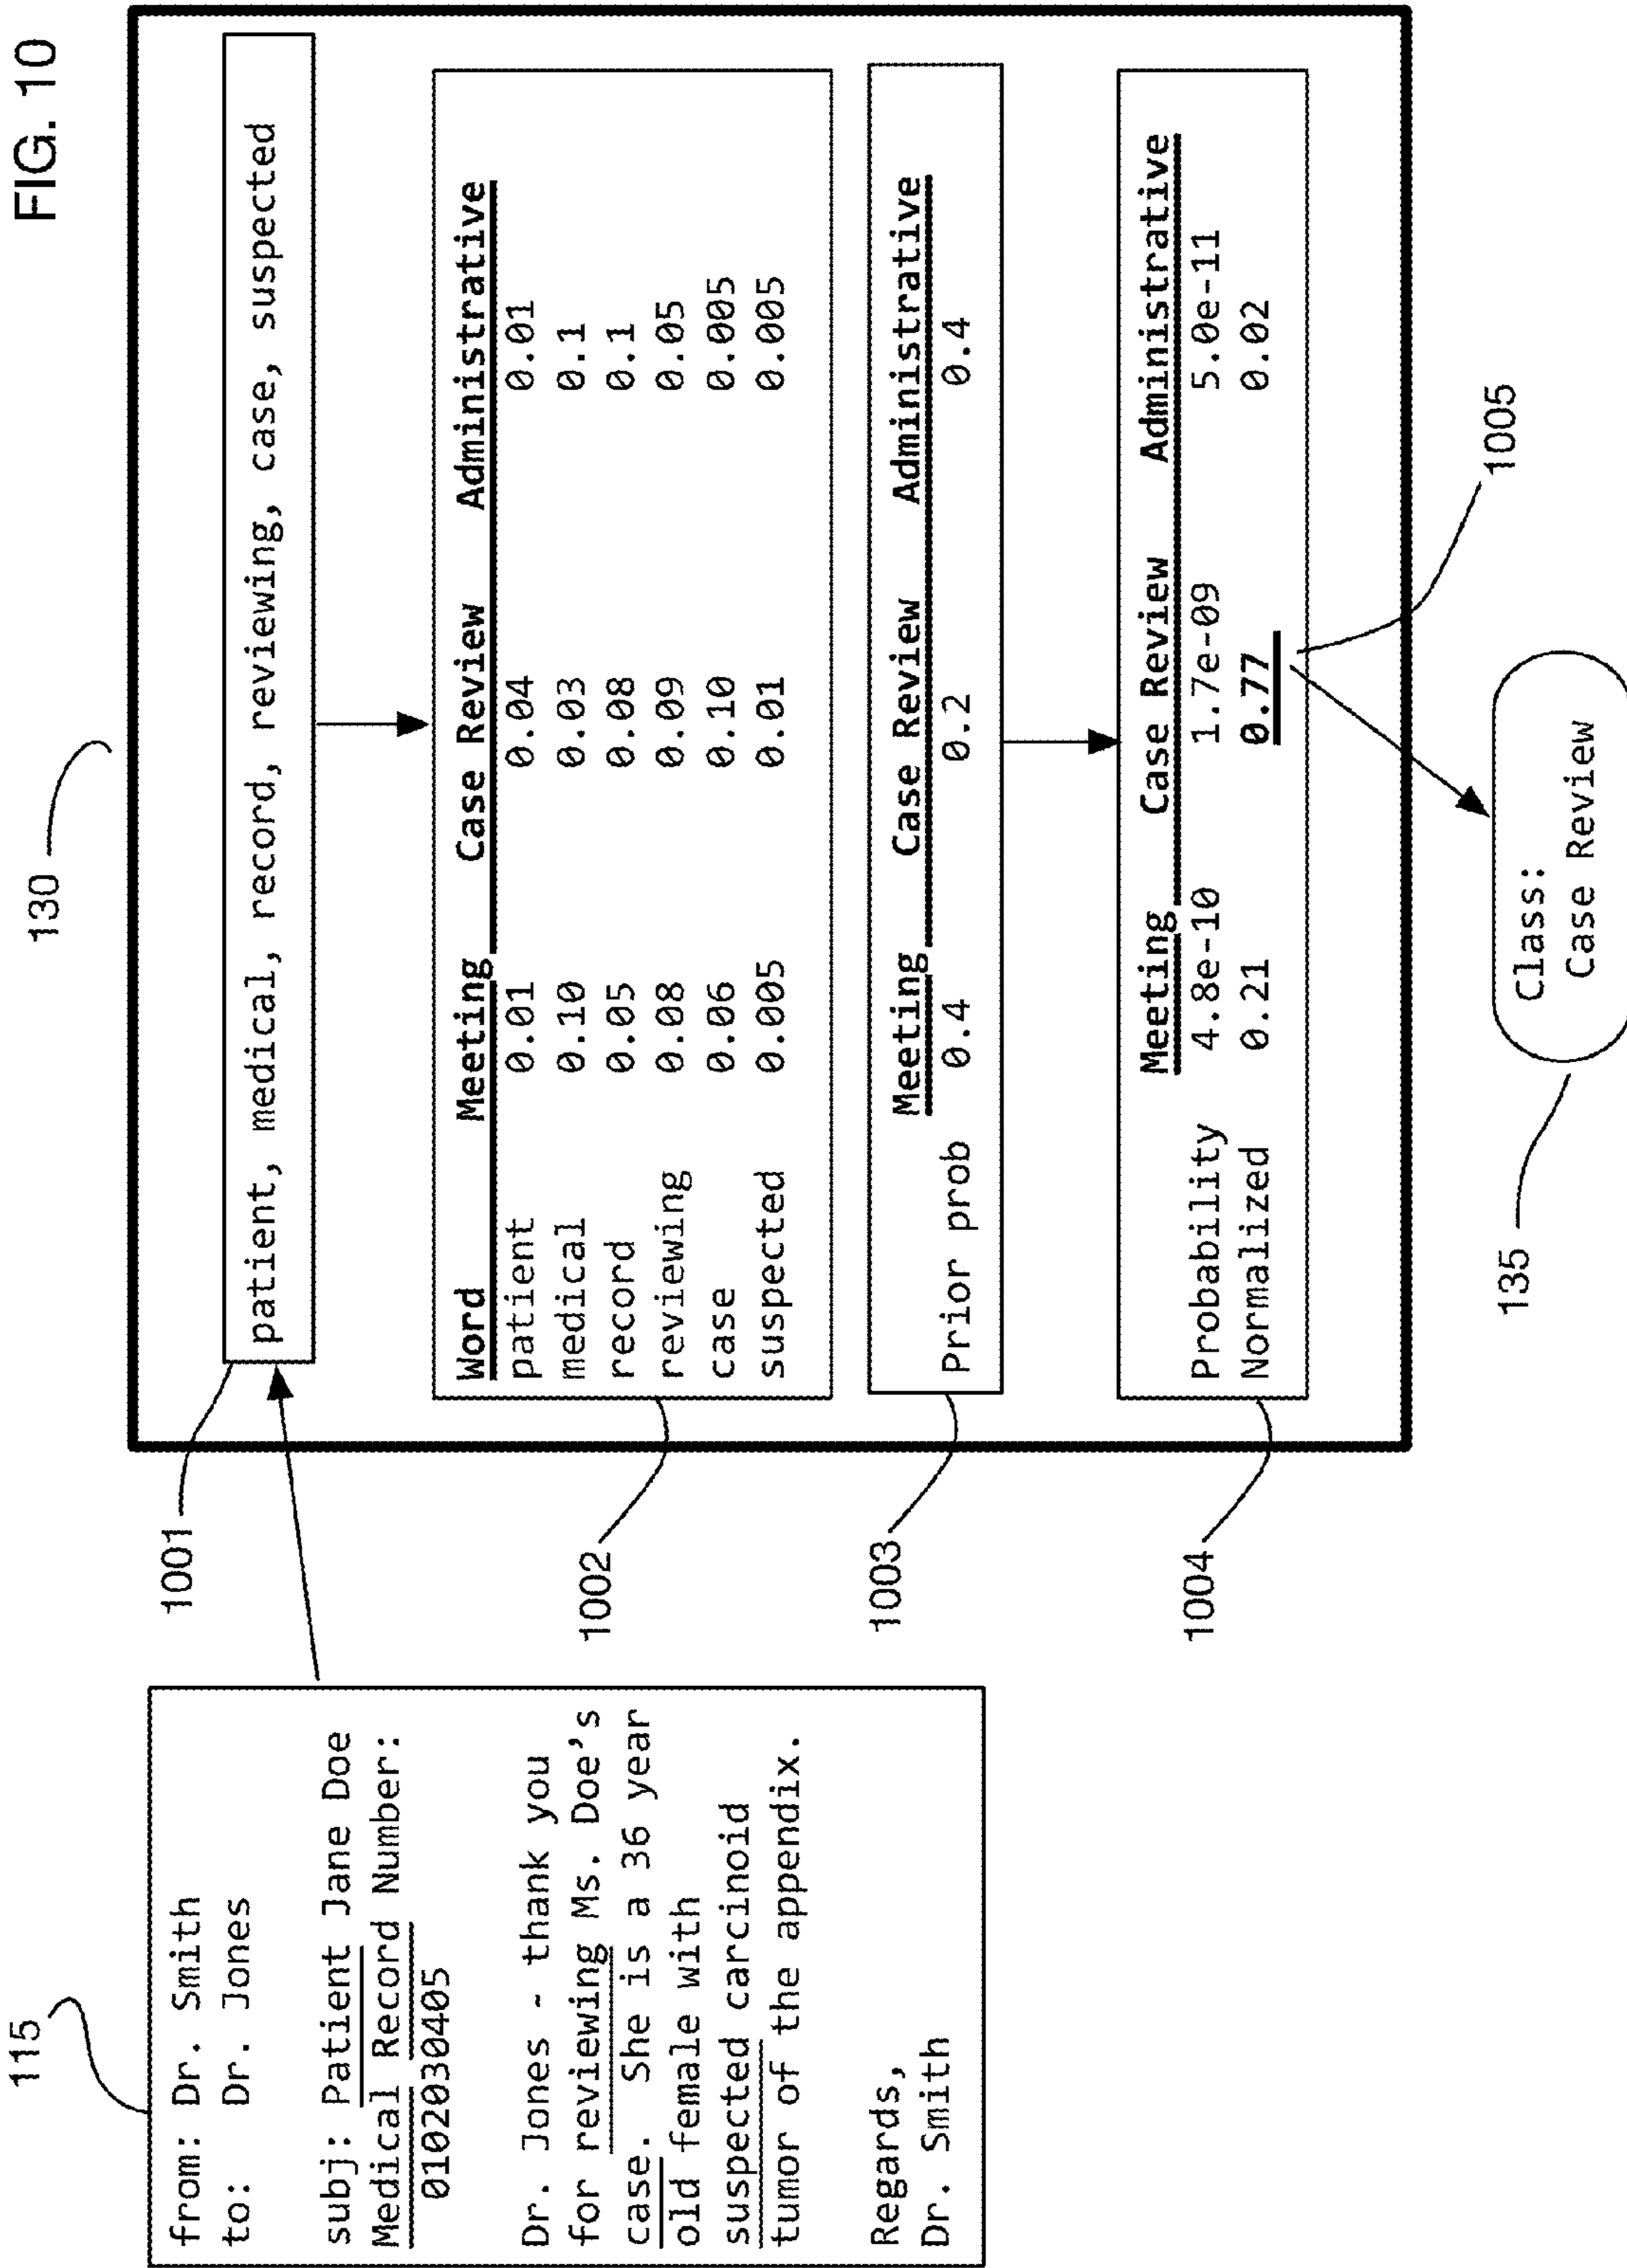 FIG. 10
115
from: Dr. Smith
to: Dr. Jones
subj: Patient Jane Doe
Medical Record Number:
0102030405
Dr. Jones - thank you
for reviewing Ms. Doe's
case. She is a 36 year
old female with
suspected carcinoid
tumor of the appendix.
Regards,
Dr. Smith
130
1001
patient, medical, record, reviewing, case, suspected
1002
Word Meeting Case Review Administrative
patient 0.01 0.04 0.01
medical 0.10 0.03 0.1
record 0.05 0.08 0.1
reviewing 0.08 0.09 0.05
case 0.06 0.10 0.005
suspected 0.005 0.01 0.005
1003
Meeting Case Review Administrative
Prior prob 0.4 0.2 0.4
1004
Meeting Case Review Administrative
Probability 4.8e-10 1.7e-09 5.0e-11
Normalized 0.21 0.77 0.02
1005
135
Class:
Case Review